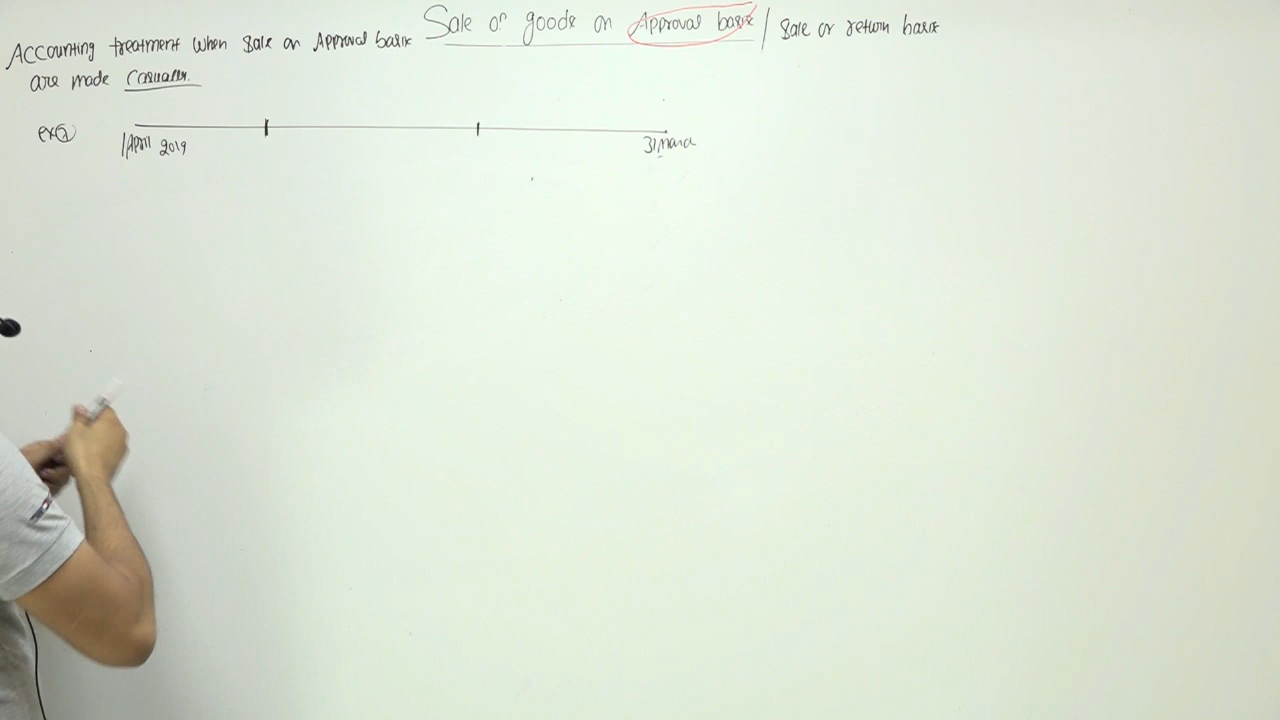 Sale of goods on Approval basis / Sale or return basis
Accounting treatment when Sale on Approval basis
are made Casually.
ex①
1 April 2019
31 March